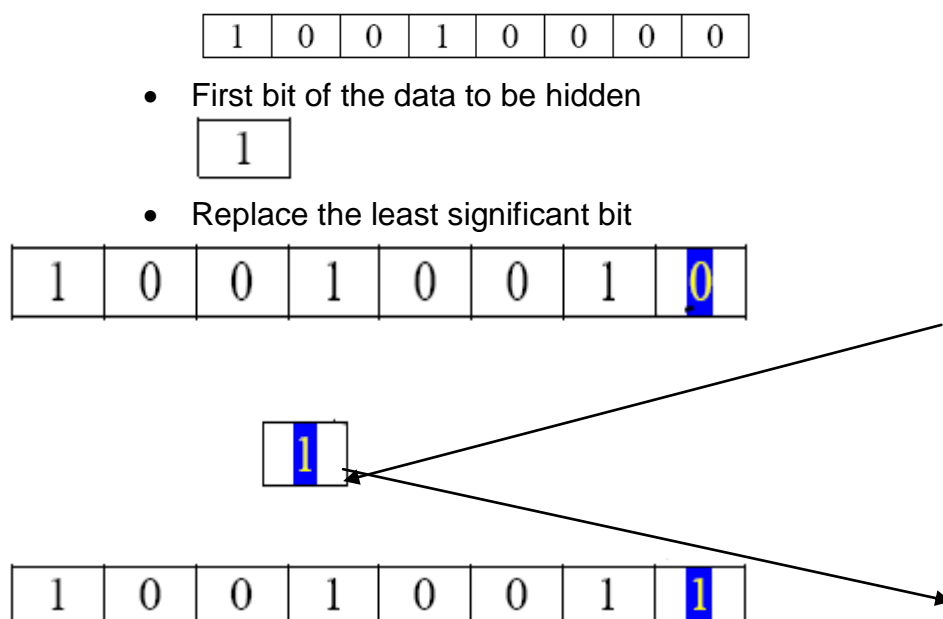 1 0 0 1 0 0 0 0
• First bit of the data to be hidden
1
• Replace the least significant bit
1 0 0 1 0 0 1 0
1
1 0 0 1 0 0 1 1